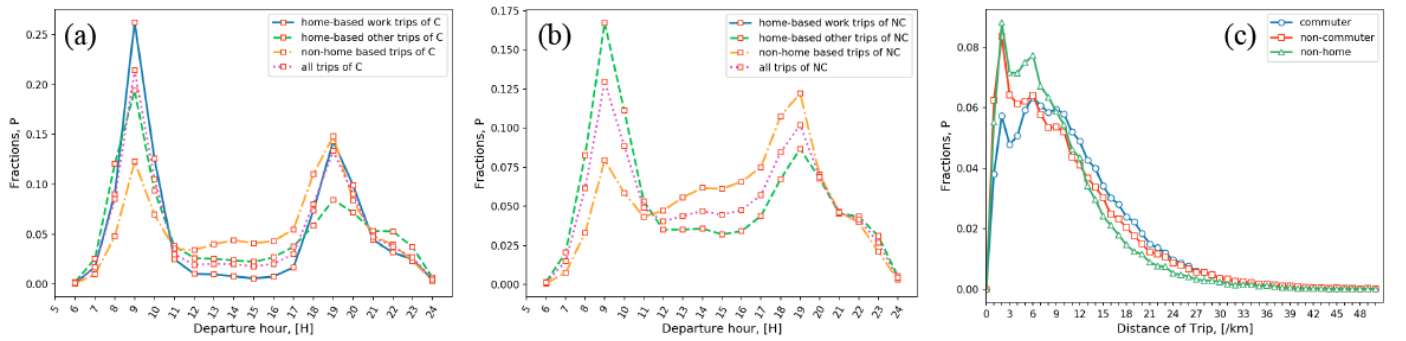 (a)
home-based work trips of C
home-based other trips of C
non-home based trips of C
all trips of C
Fractions, P
0.25
0.20
0.15
0.10
0.05
0.00
5 6 7 8 9 10 11 12 13 14 15 16 17 18 19 20 21 22 23 24
Departure hour, [H]
(b)
home-based work trips of NC
home-based other trips of NC
non-home based trips of NC
all trips of NC
Fractions, P
0.175
0.150
0.125
0.100
0.075
0.050
0.025
0.000
5 6 7 8 9 10 11 12 13 14 15 16 17 18 19 20 21 22 23 24
Departure hour, [H]
(c)
commuter
non-commuter
non-home
Fractions, P
0.08
0.06
0.04
0.02
0.00
0 3 6 9 12 15 18 21 24 27 30 33 36 39 42 45 48
Distance of Trip, [/km]